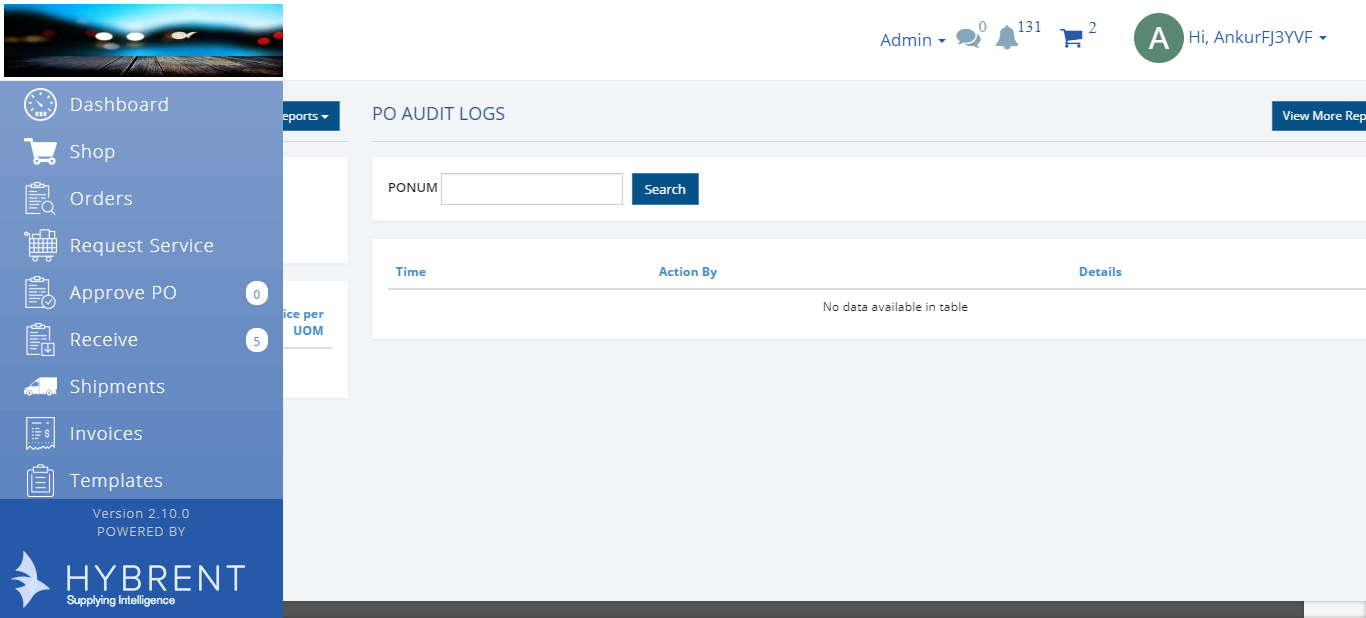 Admin
0
131
2
A
Hi, AnkurFJ3YVF
Dashboard
Shop
Orders
Request Service
Approve PO 0
Receive 5
Shipments
Invoices
Templates
Version 2.10.0
POWERED BY
HYBRENT
Supplying Intelligence
eports
ice per
UOM
PO AUDIT LOGS
View More Rep
PONUM
Search
Time Action By Details
No data available in table